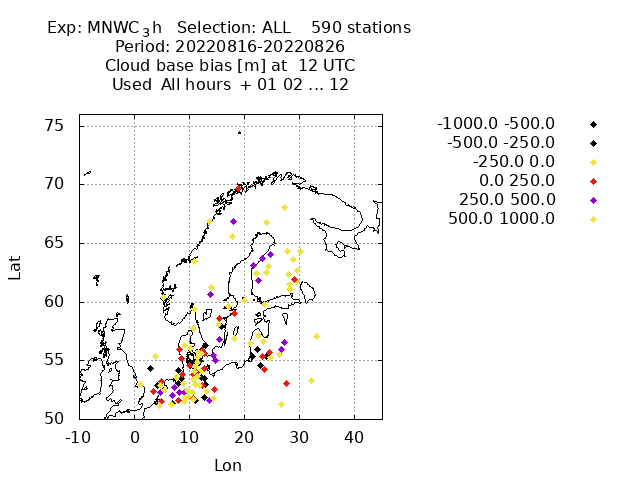 Exp: MNWC_3h Selection: ALL 590 stations
Period: 20220816-20220826
Cloud base bias [m] at 12 UTC
Used All hours + 01 02 ... 12
-1000.0 -500.0
-500.0 -250.0
-250.0 0.0
0.0 250.0
250.0 500.0
500.0 1000.0
75
70
65
60
55
50
-10 0 10 20 30 40
Lat
Lon